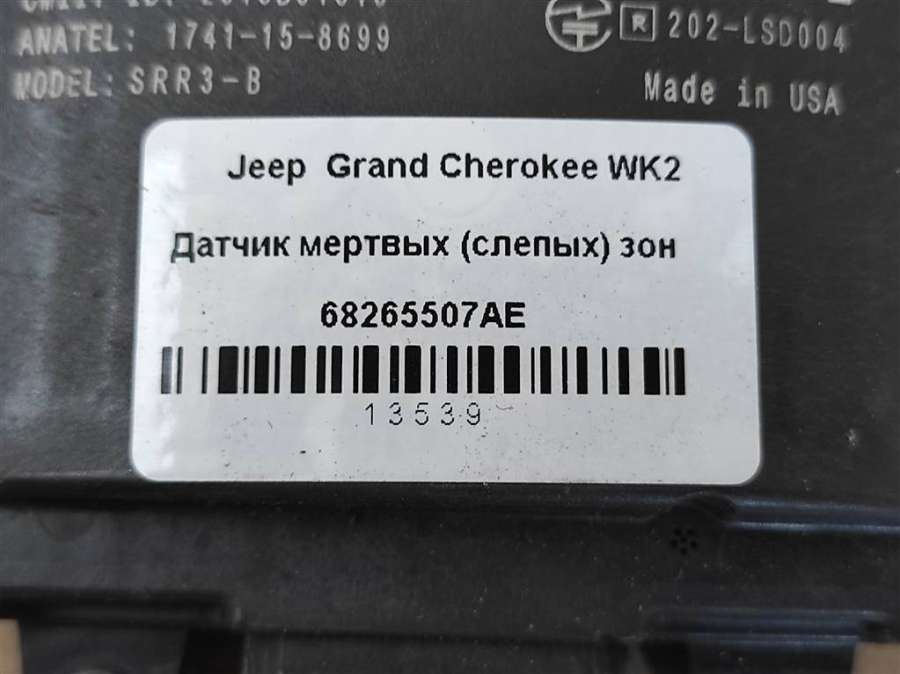 ANATEL: 1741-15-8699
R 202-LSD004
MODEL: SRR3-B
Made in USA
Jeep Grand Cherokee WK2
Датчик мертвых (слепых) зон
68265507AE
13539